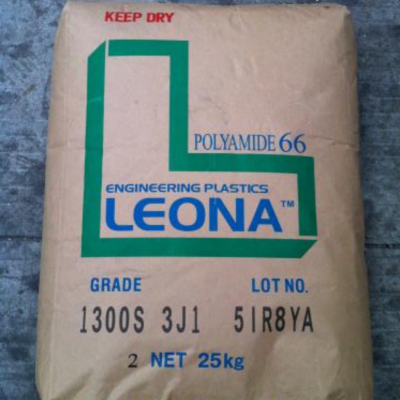 KEEP DRY
POLYAMIDE 66
ENGINEERING PLASTICS
LEONA™
GRADE LOT NO.
1300S 3J1 5IR8YA
2 NET 25kg